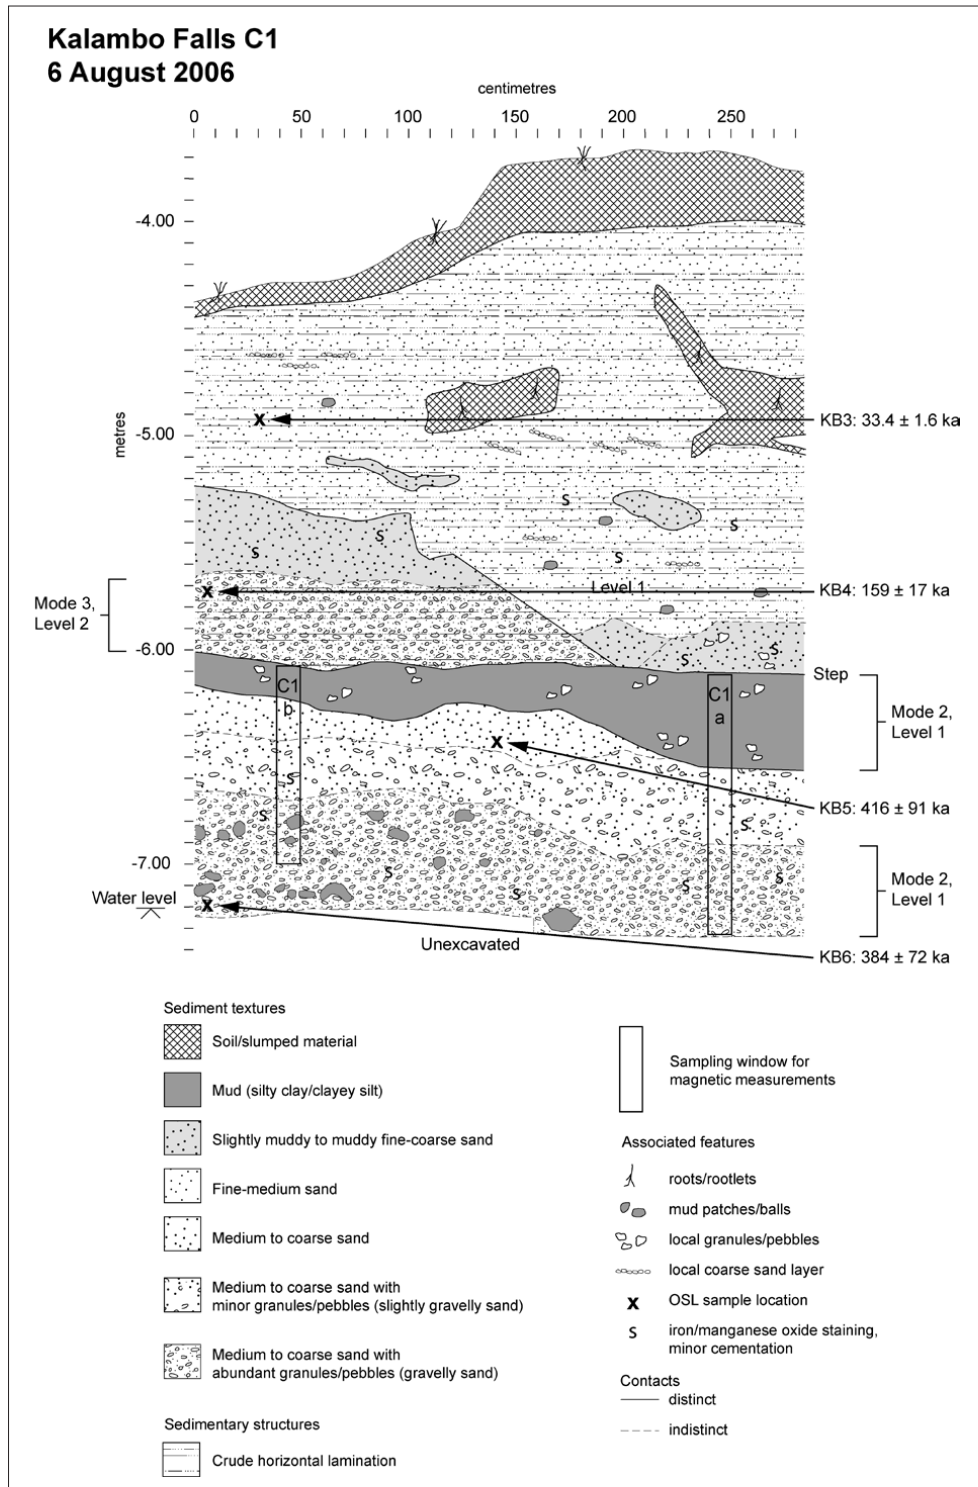 Kalambo Falls C1
6 August 2006
centimetres
0 50 100 150 200 250
-4.00
metres
-5.00
KB3: 33.4 ± 1.6 ka
s
s
s
s
s
s
Level 1
KB4: 159 ± 17 ka
Mode 3,
Level 2
-6.00
s
s
Step
C1
b
C1
a
Mode 2,
Level 1
s
KB5: 416 ± 91 ka
s
s
-7.00
s
s
s
s
Mode 2,
Level 1
Water level
Unexcavated
KB6: 384 ± 72 ka
Sediment textures
Soil/slumped material
Mud (silty clay/clayey silt)
Slightly muddy to muddy fine-coarse sand
Fine-medium sand
Medium to coarse sand
Medium to coarse sand with
minor granules/pebbles (slightly gravelly sand)
Medium to coarse sand with
abundant granules/pebbles (gravelly sand)
Sedimentary structures
Crude horizontal lamination
Sampling window for
magnetic measurements
Associated features
roots/rootlets
mud patches/balls
local granules/pebbles
local coarse sand layer
x OSL sample location
s iron/manganese oxide staining,
minor cementation
Contacts
distinct
indistinct